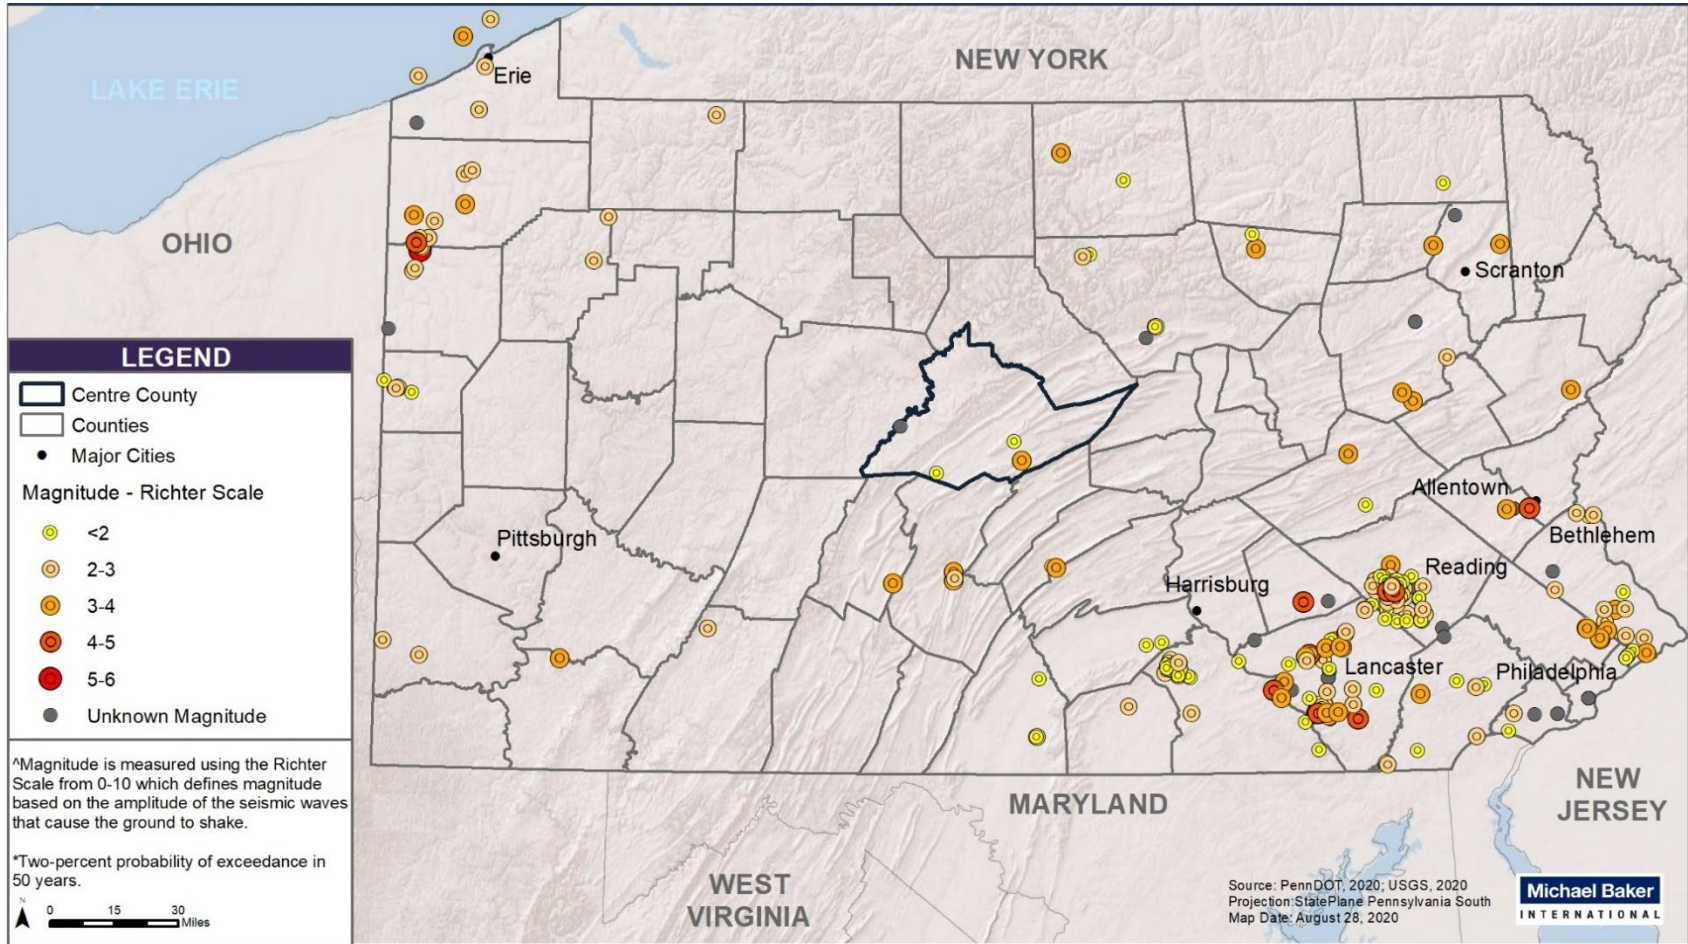 LAKE ERIE
Erie
NEW YORK
OHIO
Scranton
LEGEND
Centre County
Counties
Major Cities
Magnitude - Richter Scale
<2
2-3
3-4
4-5
5-6
Unknown Magnitude
^Magnitude is measured using the Richter
Scale from 0-10 which defines magnitude
based on the amplitude of the seismic waves
that cause the ground to shake.
*Two-percent probability of exceedance in
50 years.
N
0 15 30
Miles
Pittsburgh
Allentown
Bethlehem
Reading
Harrisburg
Lancaster
Philadelphia
MARYLAND
NEW
JERSEY
WEST
VIRGINIA
Source: PennDOT, 2020; USGS, 2020
Projection:StatePlane Pennsylvania South
Map Date: August 28, 2020
Michael Baker
INTERNATIONAL